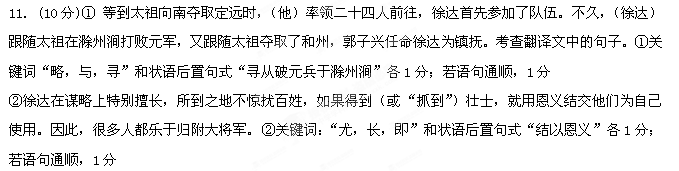 11. (10分)① 等到太祖向南夺取定远时，(他）率领二十四人前往，徐达首先参加了队伍。不久，(徐达)
跟随太祖在滁州涧打败元军，又跟随太祖夺取了和州，郭子兴任命徐达为镇抚。考查翻译文中的句子。①关
键词“略，与，寻”和状语后置句式“寻从破元兵于滁州涧”各1分；若语句通顺，1分
②徐达在谋略上特别擅长，所到之地不惊扰百姓，如果得到（或“抓到”）壮士，就用恩义结交他们为自己
使用。因此，很多人都乐于归附大将军。②关键词：“尤，长，即”和状语后置句式“结以恩义”各1分；
若语句通顺，1分